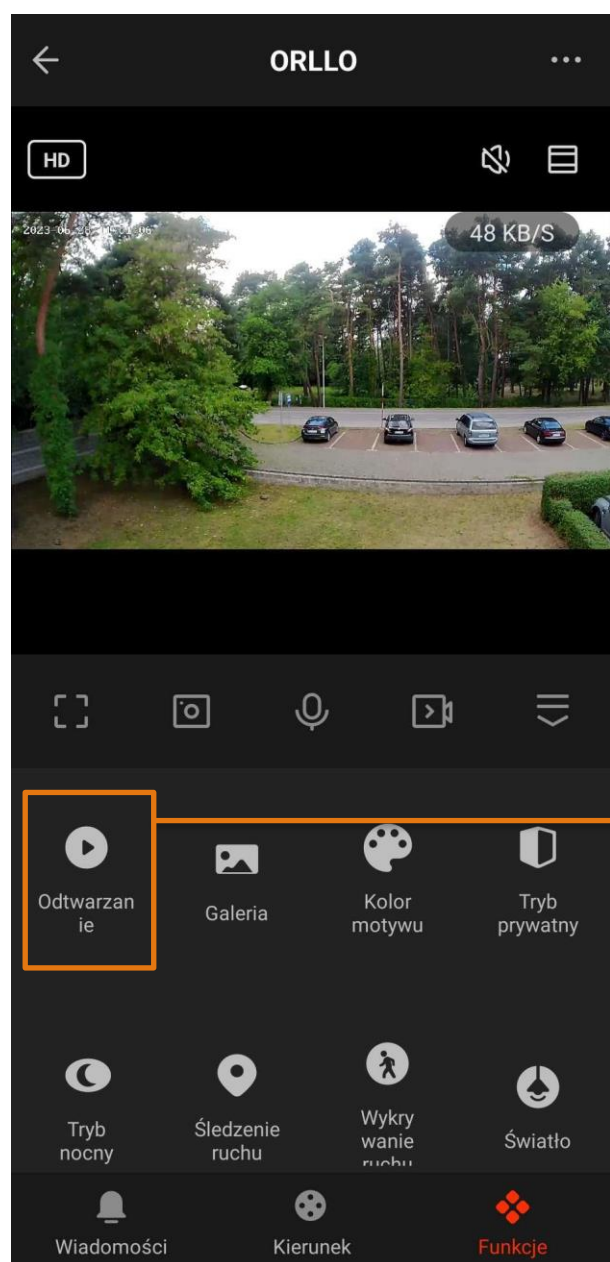 ORLLO
HD
48 KB/S
Odtwarzan
ie
Galeria
Kolor
motywu
Tryb
prywatny
Tryb
nocny
Śledzenie
ruchu
Wykry
wanie
ruchu
Światło
Wiadomości
Kierunek
Funkcje